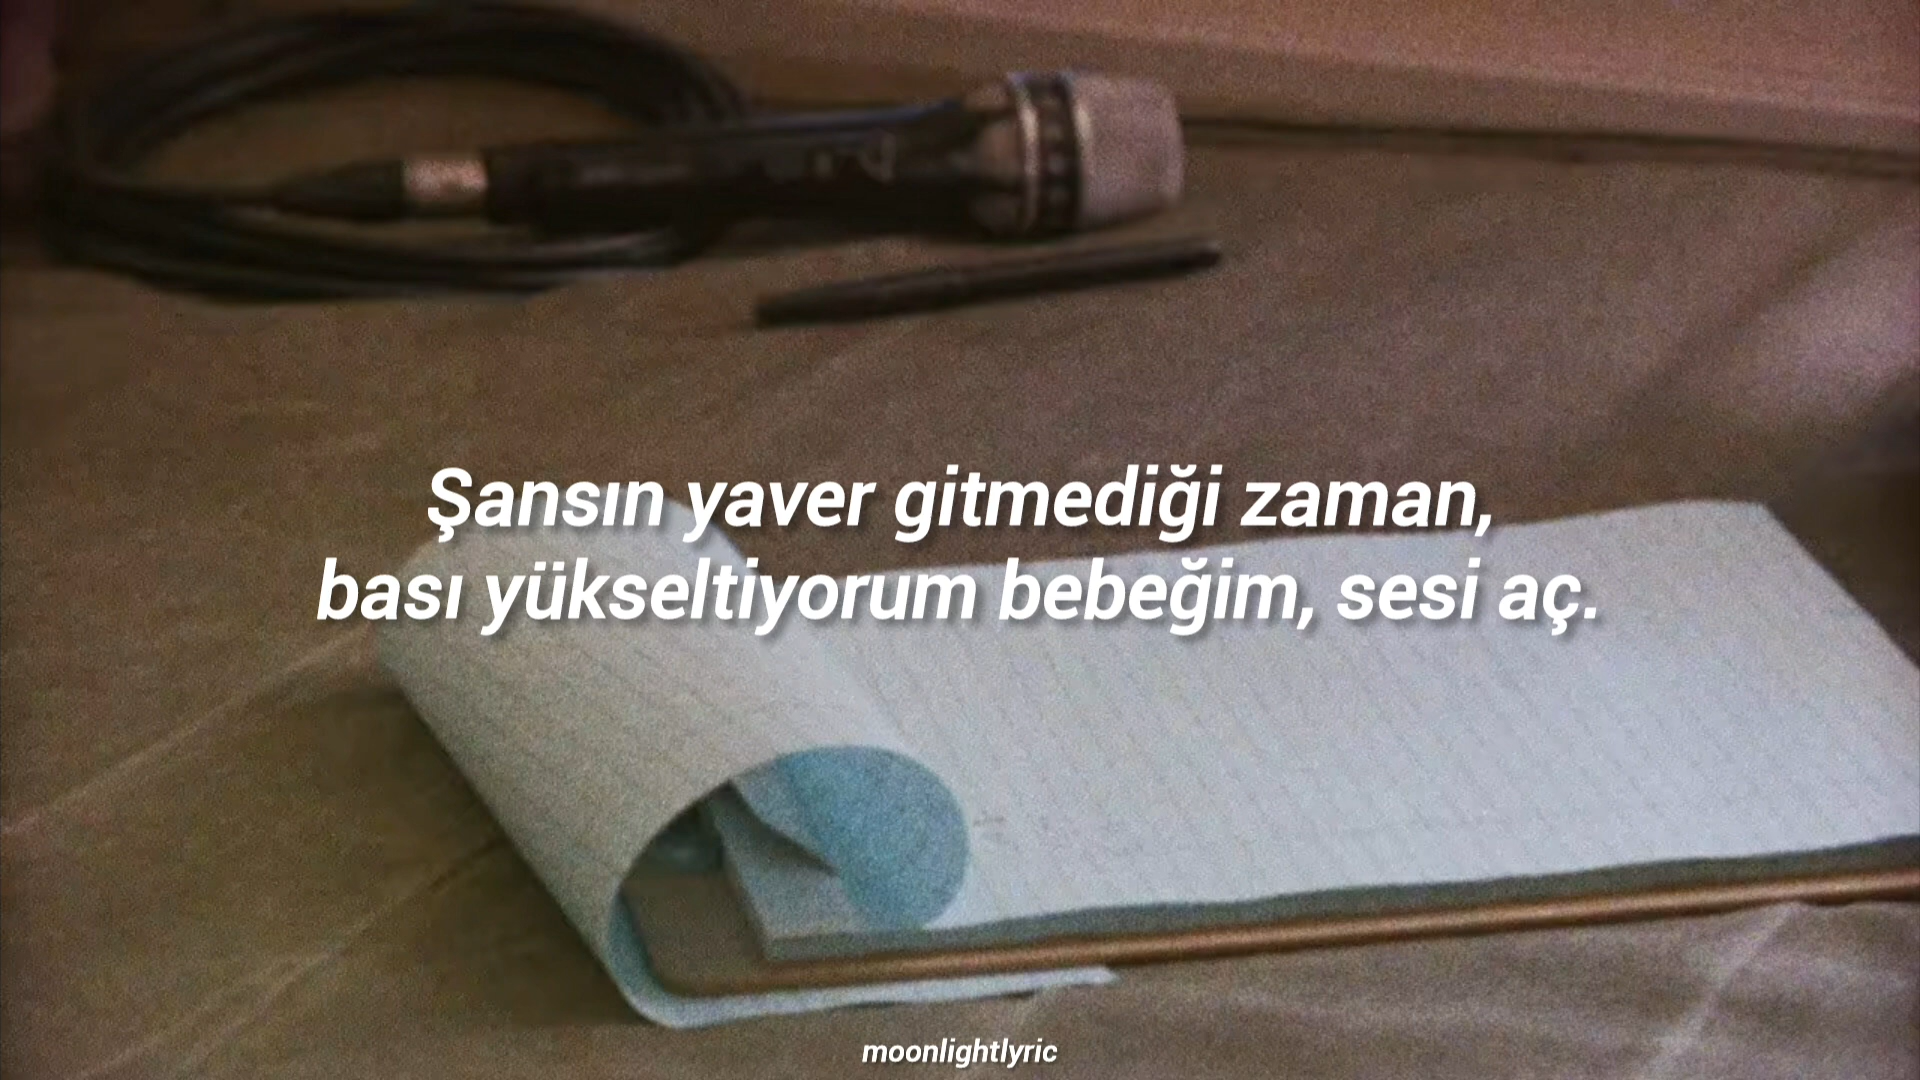 Şansın yaver gitmediği zaman,
bası yükseltiyorum bebeğim, sesi aç.
moonlightlyric